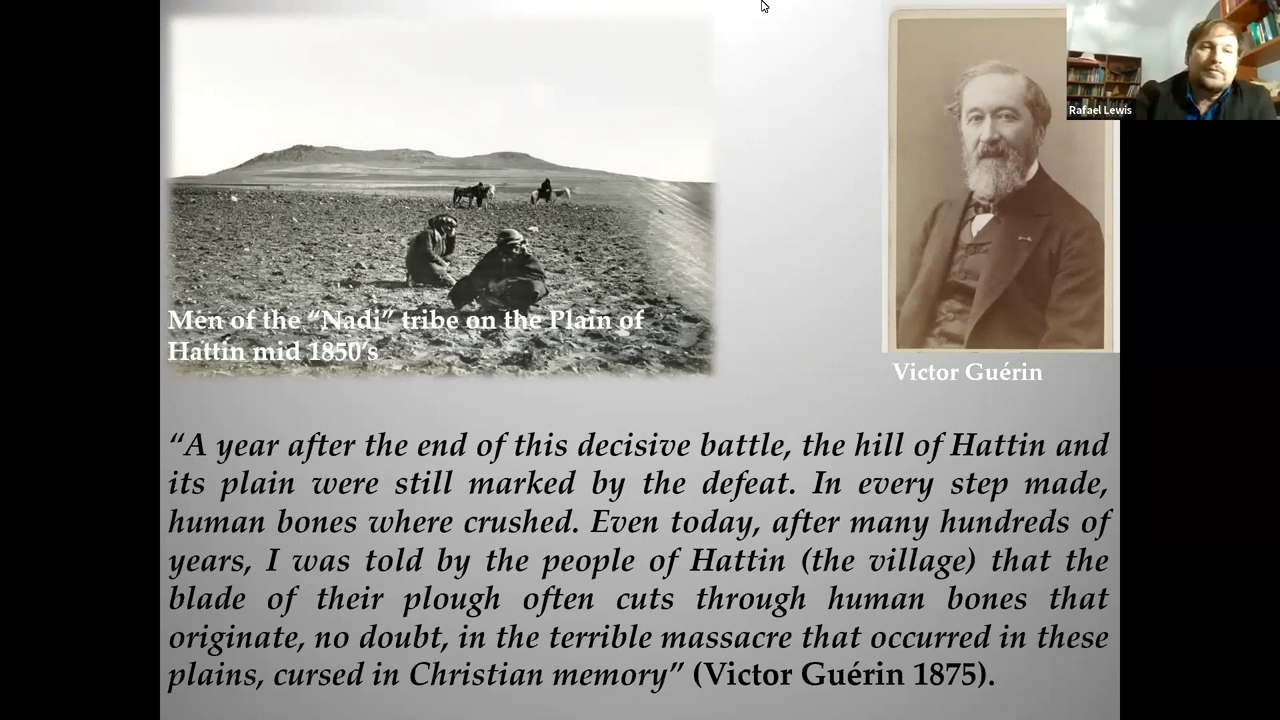 Rafael Lewis
Men of the “Nadi” tribe on the Plain of
Hattin mid 1850’s
Victor Guérin
“A year after the end of this decisive battle, the hill of Hattin and
its plain were still marked by the defeat. In every step made,
human bones where crushed. Even today, after many hundreds of
years, I was told by the people of Hattin (the village) that the
blade of their plough often cuts through human bones that
originate, no doubt, in the terrible massacre that occurred in these
plains, cursed in Christian memory” (Victor Guérin 1875).